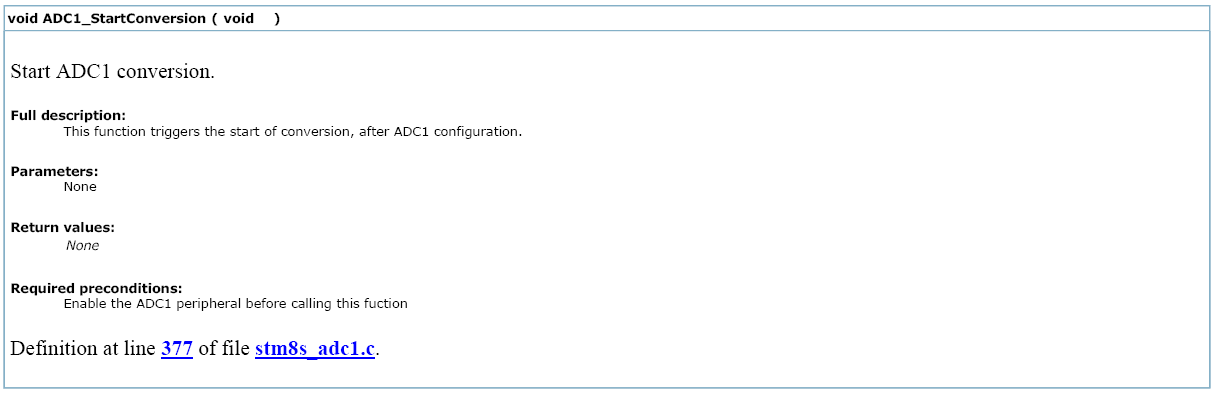 void ADC1_StartConversion ( void )
Start ADC1 conversion.
Full description:
This function triggers the start of conversion, after ADC1 configuration.
Parameters:
None
Return values:
None
Required preconditions:
Enable the ADC1 peripheral before calling this fuction
Definition at line 377 of file stm8s_adc1.c.